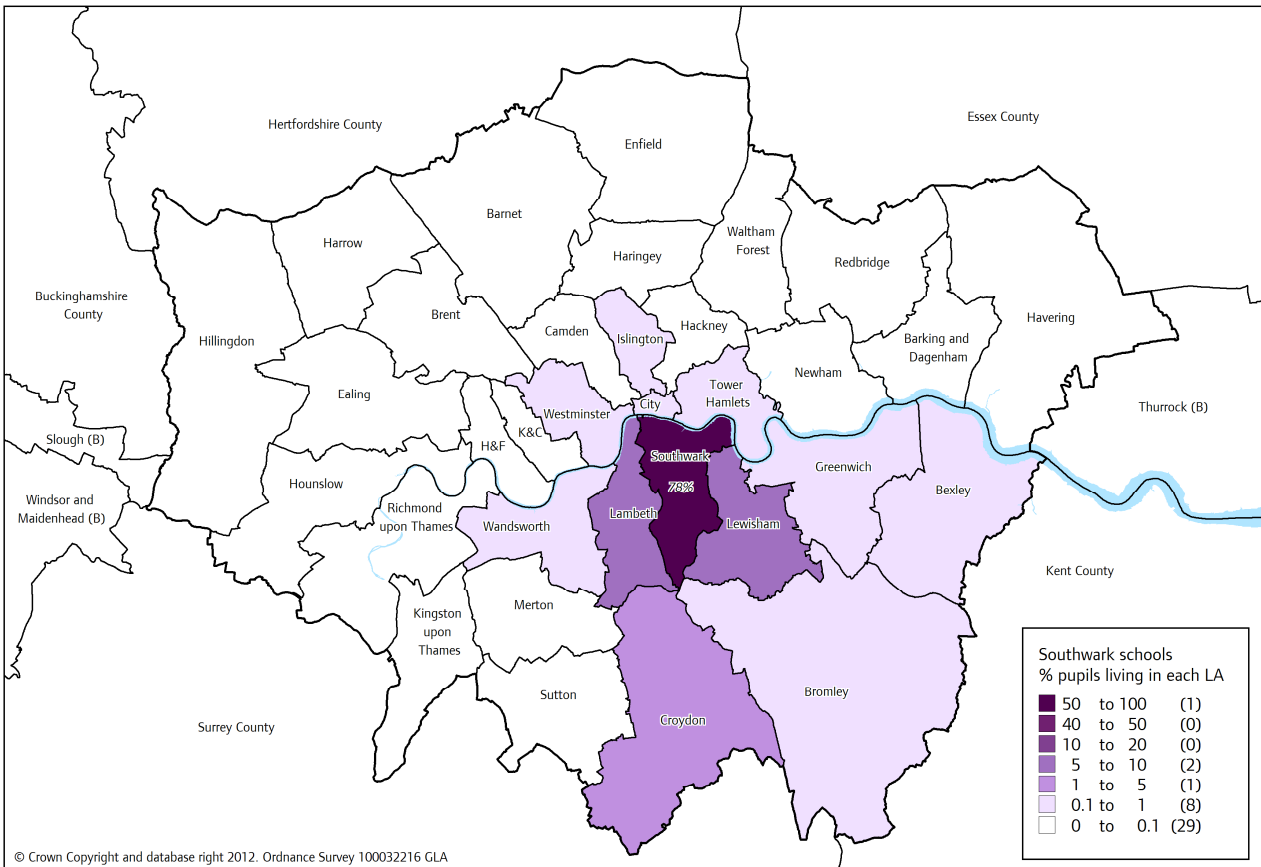 Hertfordshire County
Essex County
Enfield
Barnet
Waltham
Forest
Harrow
Haringey
Redbridge
Buckinghamshire
County
Brent
Havering
Camden
Hackney
Islington
Hillingdon
Barking and
Dagenham
Newham
Tower
Hamlets
Ealing
City
Westminster
Thurrock (B)
K&C
Slough (B)
H&F
Southwark
78%
Greenwich
Hounslow
Bexley
Windsor and
Maidenhead (B)
Richmond
upon Thames
Lambeth
Lewisham
Wandsworth
Kent County
Merton
Kingston
upon
Thames
Sutton
Bromley
Croydon
Surrey County
Southwark schools
% pupils living in each LA
50 to 100 (1)
40 to 50 (0)
10 to 20 (0)
5 to 10 (2)
1 to 5 (1)
0.1 to 1 (8)
0 to 0.1 (29)
© Crown Copyright and database right 2012. Ordnance Survey 100032216 GLA